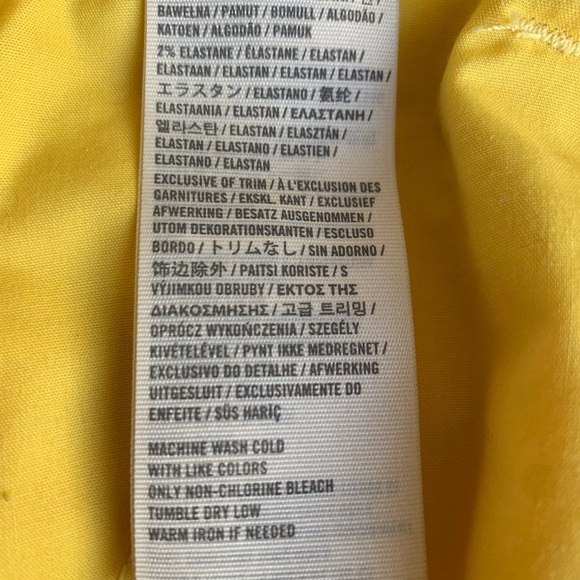 BAWEŁNA / PAMUT / BOMULL / ALGODÃO /
KATOEN / ALGODÃO / PAMUK
2% ELASTANE / ÉLASTANE / ELASTAN /
ELASTAAN / ELASTAN / ELASTAN / ELASTAN /
エラスタン / ELASTANO / 氨纶 /
ELASTAANIA / ELASTAN / ΕΛΑΣΤΑΝΗ /
엘라스탄 / ELASTAN / ELASZTÁN /
ELASTAN / ELASTANO / ELASTIEN /
ELASTANO / ELASTAN
EXCLUSIVE OF TRIM / À L'EXCLUSION DES
GARNITURES / EKSKL. KANT / EXCLUSIEF
AFWERKING / BESATZ AUSGENOMMEN /
UTOM DEKORATIONSKANTEN / ESCLUSO
BORDO / トリムなし / SIN ADORNO /
饰边除外 / PAITSI KORISTE / S
VÝJIMKOU OBRUBY / ΕΚΤΟΣ ΤΗΣ
ΔΙΑΚΟΣΜΗΣΗΣ / 고급 트리밍 /
OPRÓCZ WYKOŃCZENIA / SZEGÉLY
KIVÉTELÉVEL / PYNT IKKE MEDREGNET /
EXCLUSIVO DO DETALHE / AFWERKING
UITGESLUIT / EXCLUSIVAMENTE DO
ENFEITE / SÜS HARİÇ
MACHINE WASH COLD
WITH LIKE COLORS
ONLY NON-CHLORINE BLEACH
TUMBLE DRY LOW
WARM IRON IF NEEDED